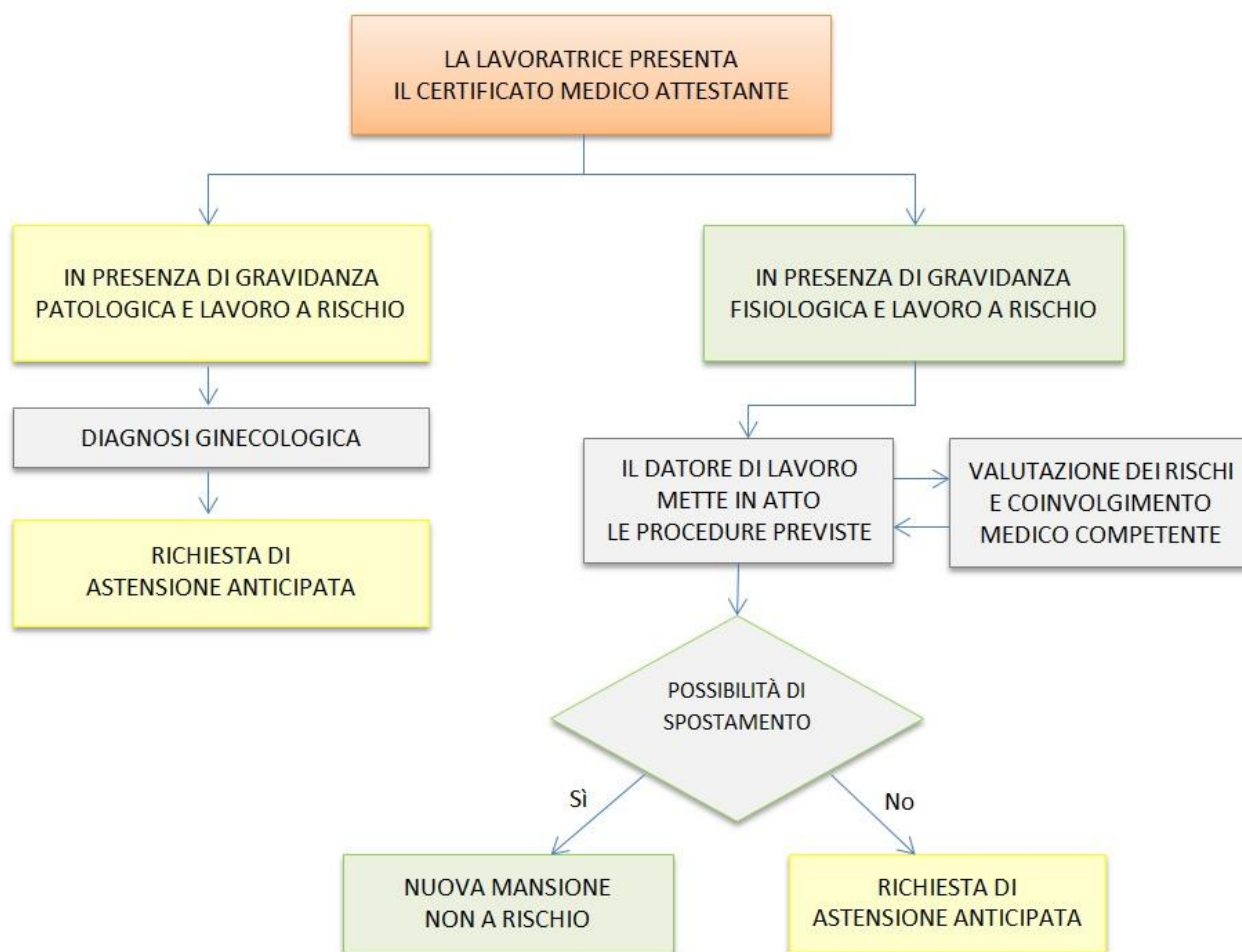 LA LAVORATRICE PRESENTA
IL CERTIFICATO MEDICO ATTESTANTE
IN PRESENZA DI GRAVIDANZA
PATOLOGICA E LAVORO A RISCHIO
IN PRESENZA DI GRAVIDANZA
FISIOLOGICA E LAVORO A RISCHIO
DIAGNOSI GINECOLOGICA
RICHIESTA DI
ASTENSIONE ANTICIPATA
IL DATORE DI LAVORO
METTE IN ATTO
LE PROCEDURE PREVISTE
VALUTAZIONE DEI RISCHI
E COINVOLGIMENTO
MEDICO COMPETENTE
POSSIBILITÀ DI
SPOSTAMENTO
Sì
No
NUOVA MANSIONE
NON A RISCHIO
RICHIESTA DI
ASTENSIONE ANTICIPATA